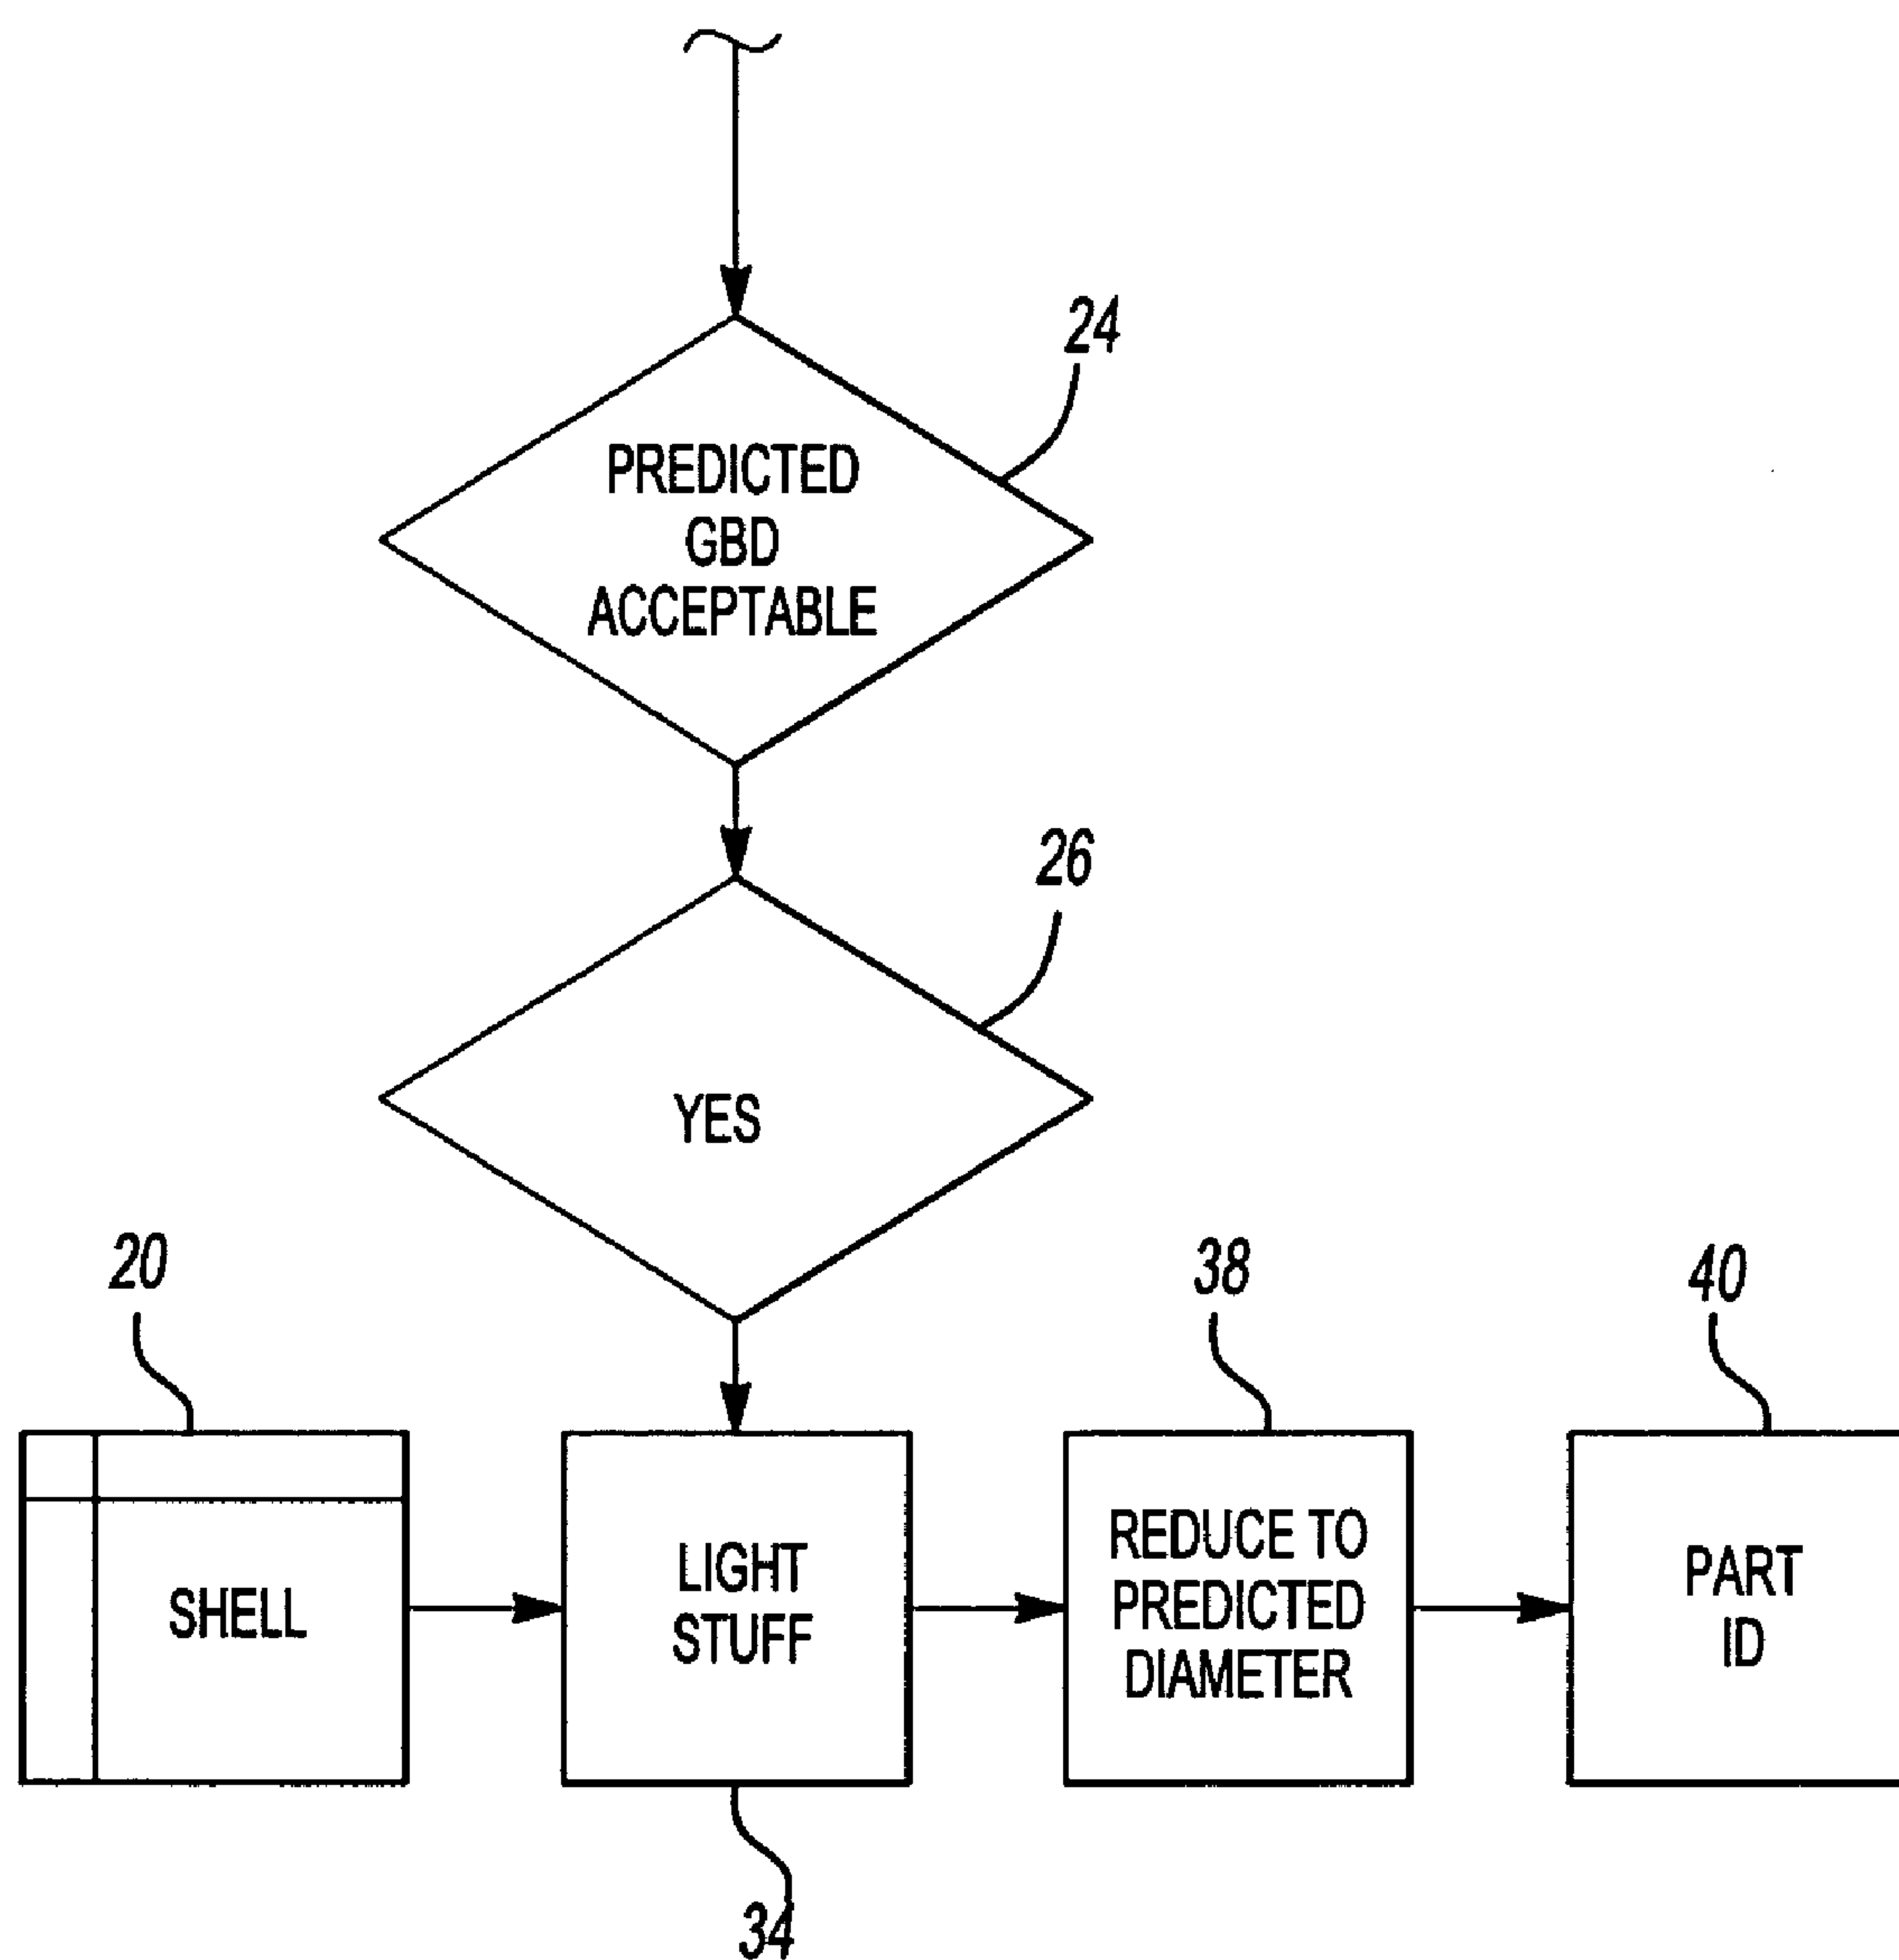 24
PREDICTED
GBD
ACCEPTABLE
26
YES
20
38
40
SHELL
LIGHT
STUFF
REDUCE TO
PREDICTED
DIAMETER
PART
ID
34